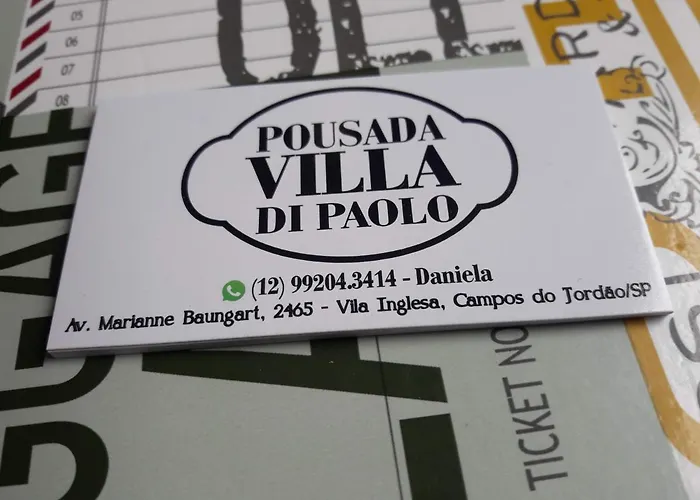 05
06
07
08
POUSADA
VILLA
DI PAOLO
(12) 99204.3414 - Daniela
Av. Marianne Baungart, 2465 - Vila Inglesa, Campos do Jordão/SP
TICKET NO